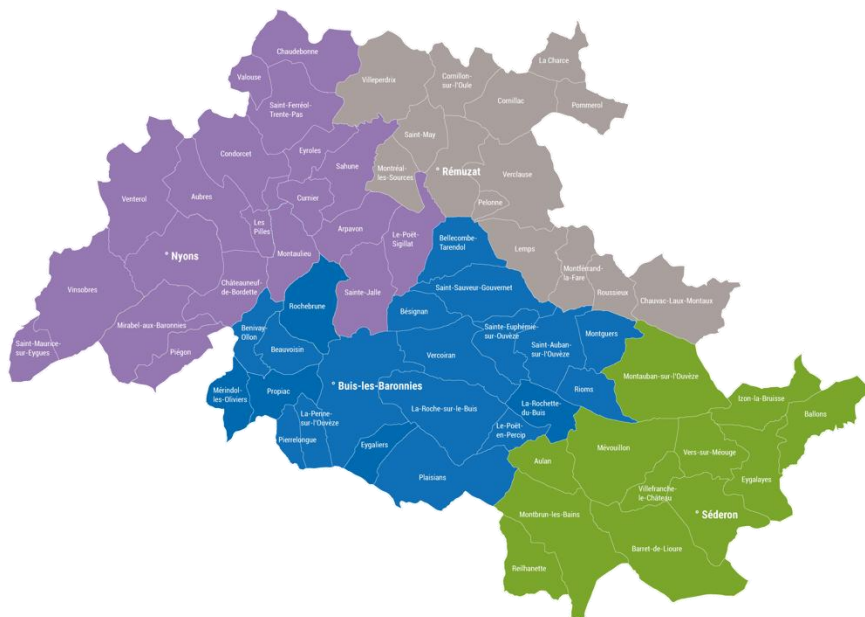 Chaudebonne
La Charce
Valouse
Villeperdrix
Cornillon-
sur-l'Oule
Cornillac
Pommerol
Saint-Ferréol-
Trente-Pas
Saint-May
Condorcet
Eyroles
Sahune
Montréal-
les-Sources
° Rémuzat
Verclause
Venterol
Aubres
Curnier
Pelonne
Les
Pilles
Arpavon
Le-Poët-
Sigillat
Bellecombe-
Tarendol
Lemps
° Nyons
Montaulieu
Montferrand-
la-Fare
Vinsobres
Châteauneuf-
de-Bordette
Sainte-Jalle
Saint-Sauveur-Gouvernet
Roussieux
Chauvac-Laux-Montaux
Rochebrune
Bésignan
Mirabel-aux-Baronnies
Benivay-
Ollon
Sainte-Euphémie-
sur-Ouvèze
Montguers
Saint-Maurice-
sur-Eygues
Piégon
Beauvoisin
Vercoiran
Saint-Auban-
sur-l'Ouvèze
Montauban-sur-l'Ouvèze
Mérindol-
les-Oliviers
Propiac
° Buis-les-Baronnies
Rioms
Izon-la-Bruisse
La-Penne-
sur-l'Ouvèze
La-Roche-sur-le-Buis
La-Rochette-
du-Buis
Ballons
Pierrelongue
Eygaliers
Le-Poët-
en-Percip
Mévouillon
Vers-sur-Méouge
Plaisians
Aulan
Eygalayes
Villefranche-
le-Château
Montbrun-les-Bains
° Séderon
Barret-de-Lioure
Reilhanette